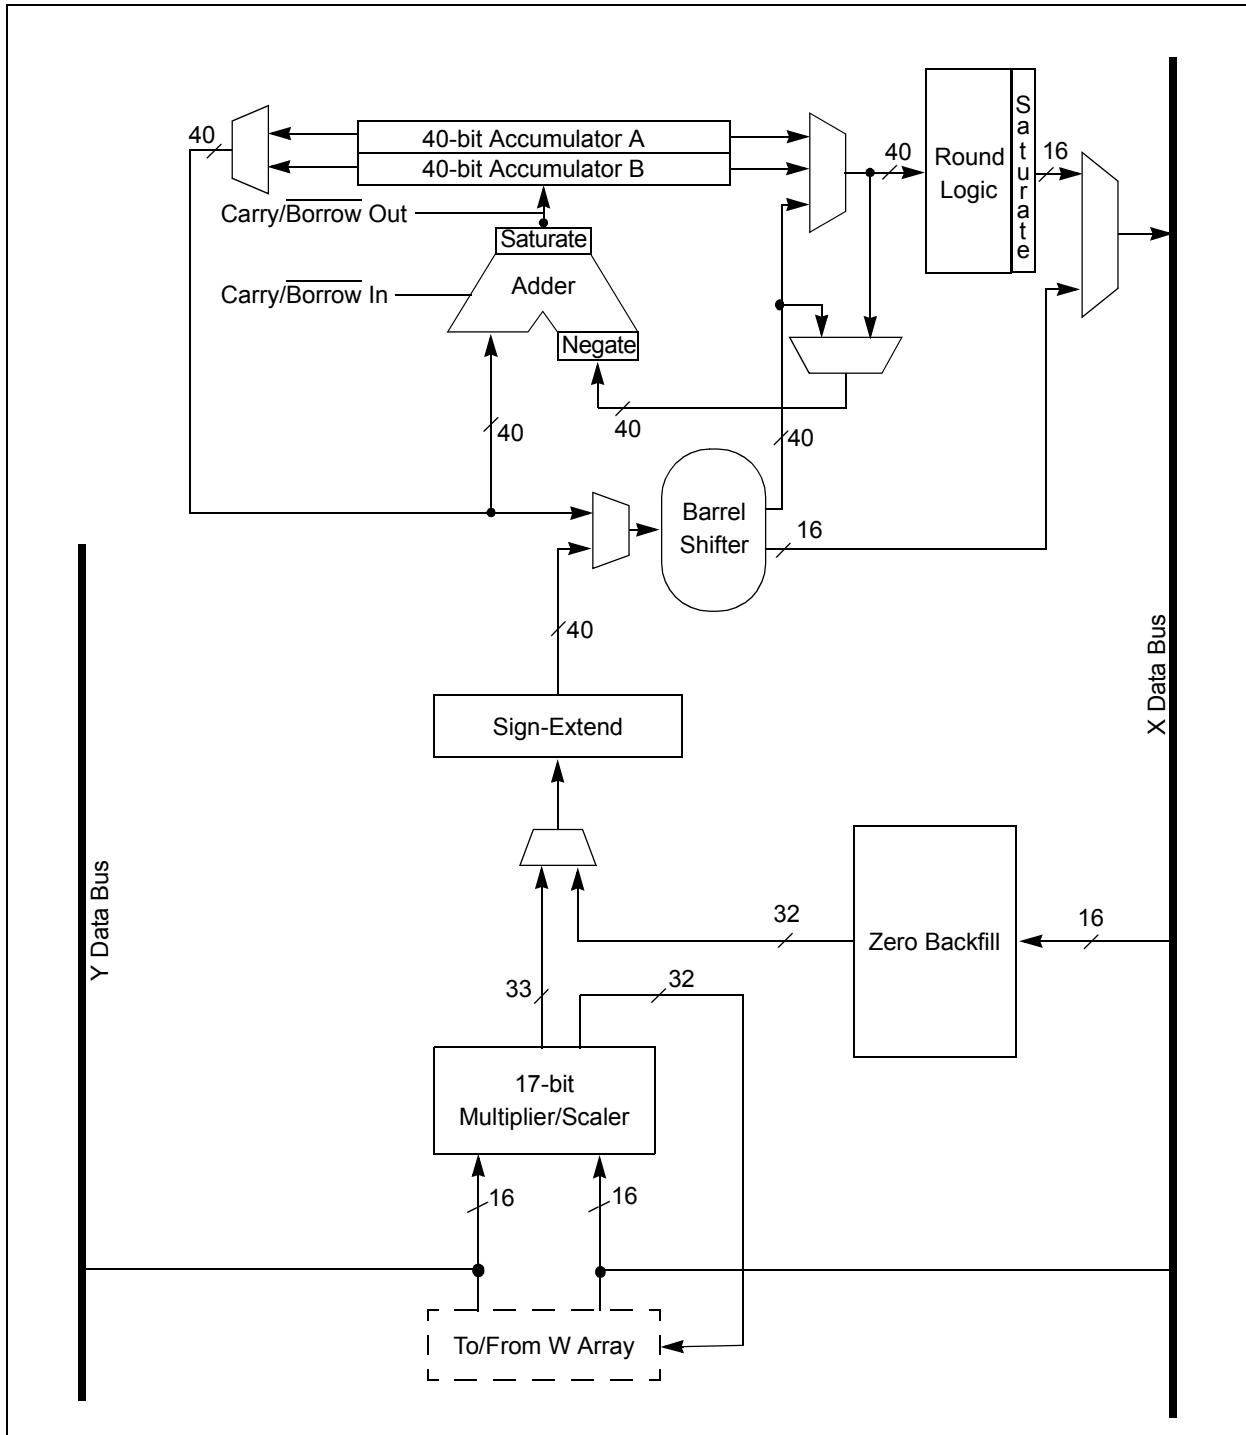 40
40-bit Accumulator A
40-bit Accumulator B
40
Round
Logic
Saturate
16
Carry/Borrow Out
Saturate
Carry/Borrow In
Adder
Negate
40
40
40
Barrel
Shifter
16
40
Sign-Extend
X Data Bus
Y Data Bus
32
Zero Backfill
16
33
32
17-bit
Multiplier/Scaler
16
16
To/From W Array